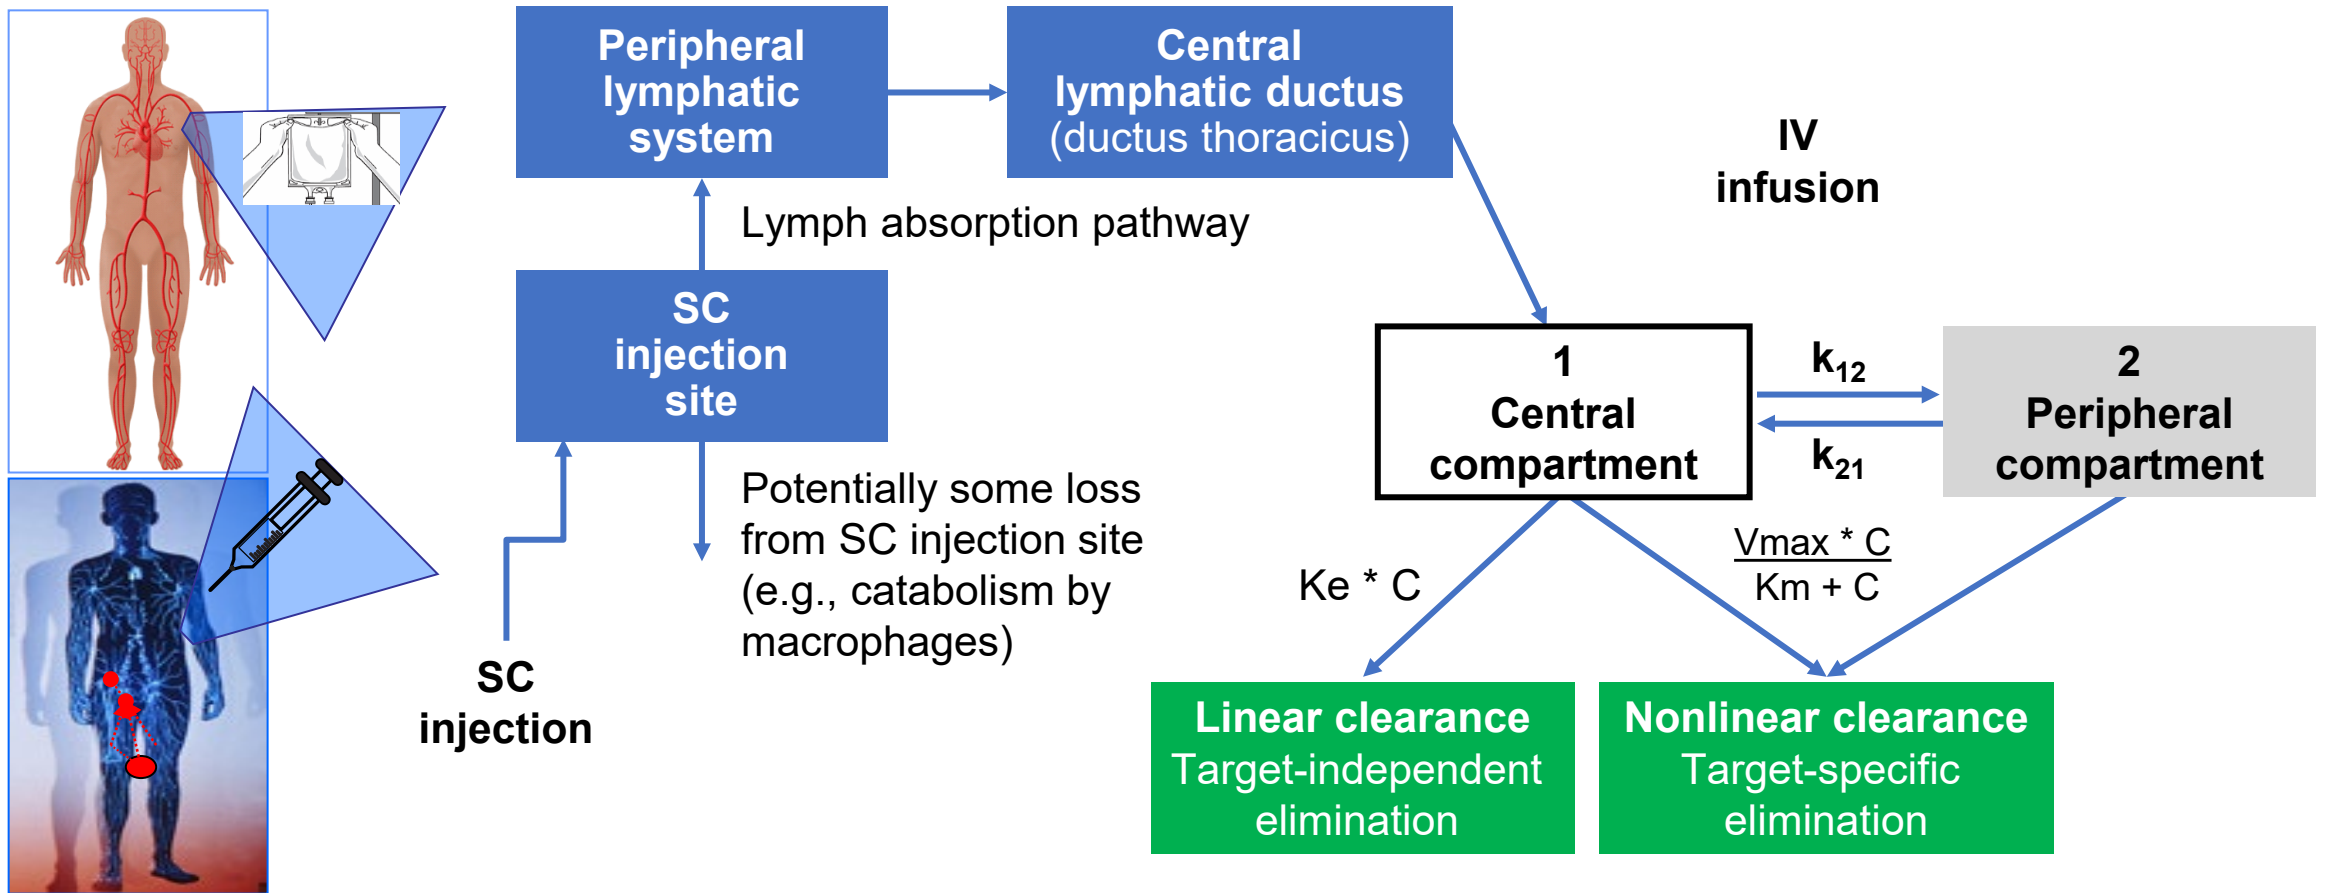 Peripheral
lymphatic
system
Central
lymphatic ductus
(ductus thoracicus)
IV
infusion
Lymph absorption pathway
SC
injection
site
1
Central
compartment
k12
k21
2
Peripheral
compartment
Potentially some loss
from SC injection site
(e.g., catabolism by
macrophages)
SC
injection
Ke * C
Vmax * C
Km + C
Linear clearance
Target-independent
elimination
Nonlinear clearance
Target-specific
elimination